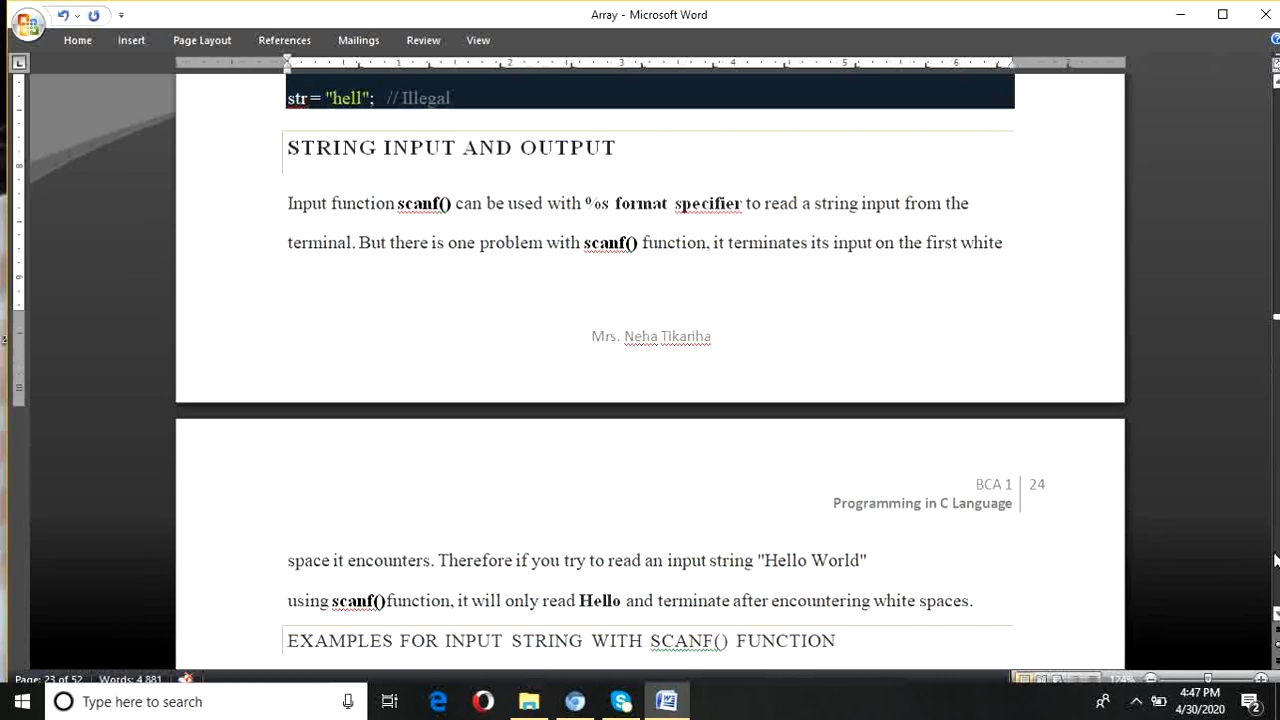 Array - Microsoft Word
Home Insert Page Layout References Mailings Review View
str= "hell"; // Illegal
STRING INPUT AND OUTPUT
Input function scanf() can be used with %s format specifier to read a string input from the
terminal. But there is one problem with scanf() function, it terminates its input on the first white
Mrs. Neha Tikariha
BCA 1 24
Programming in C Language
space it encounters. Therefore if you try to read an input string "Hello World"
using scanf()function, it will only read Hello and terminate after encountering white spaces.
EXAMPLES FOR INPUT STRING WITH SCANF() FUNCTION
Page: 23 of 52 Words: 4,881 124%
Type here to search
4:47 PM
4/30/2020